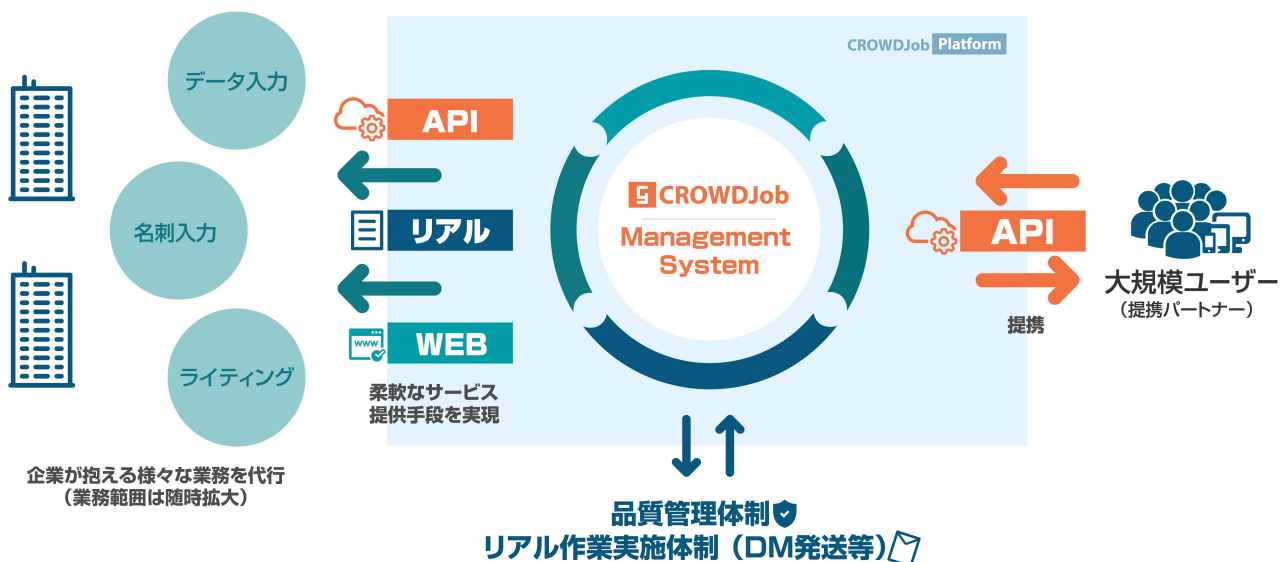 CROWDJob Platform
データ入力
名刺入力
ライティング
企業が抱える様々な業務を代行
（業務範囲は随時拡大）
API
リアル
www
WEB
柔軟なサービス
提供手段を実現
CROWDJob
Management
System
API
提携
大規模ユーザー
（提携パートナー）
品質管理体制
リアル作業実施体制（DM発送等）